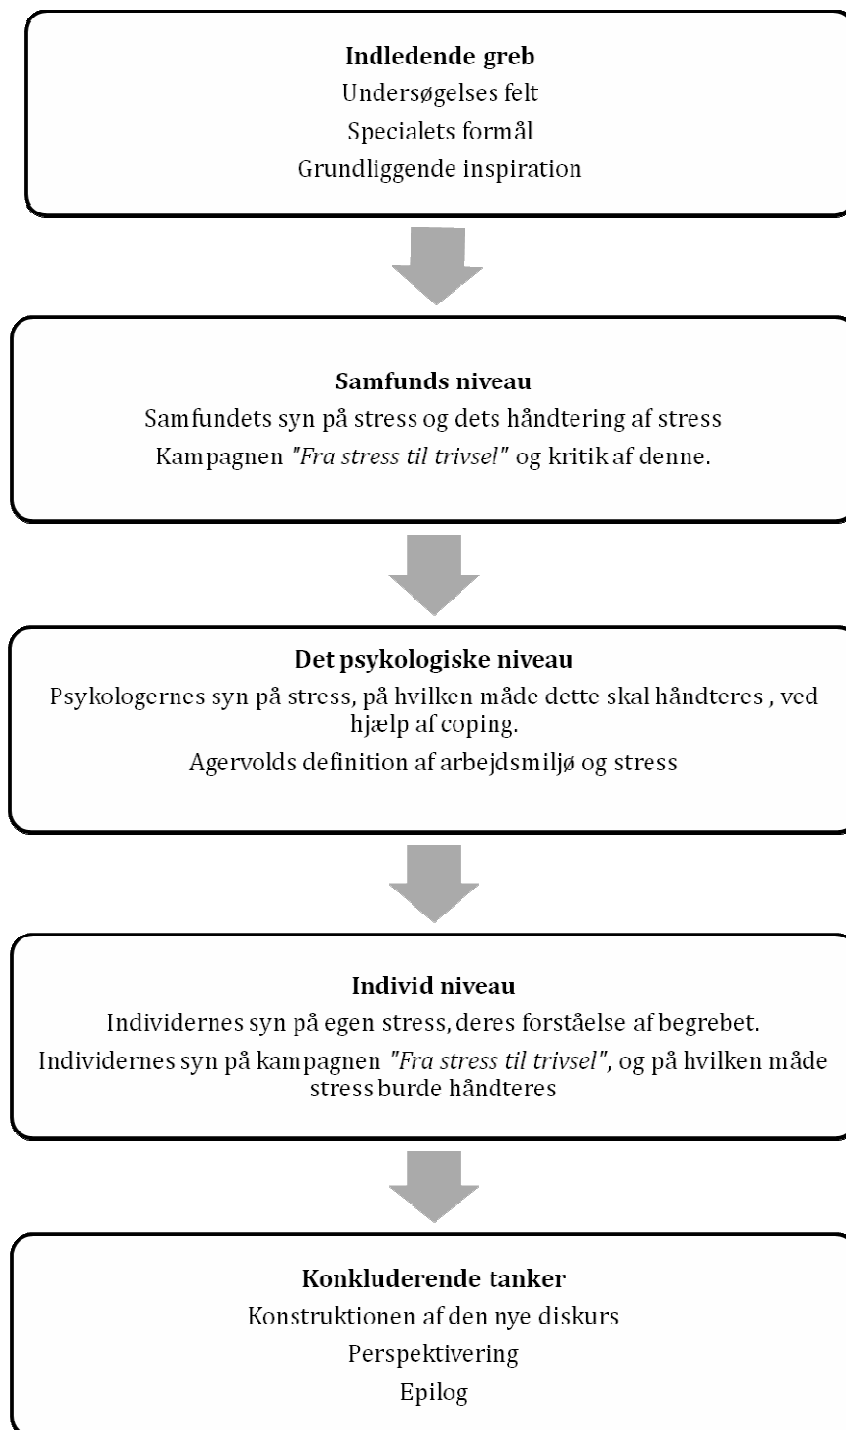 Indledende greb
Undersøgelses felt
Specialets formål
Grundliggende inspiration
Samfunds niveau
Samfundets syn på stress og dets håndtering af stress
Kampagnen "Fra stress til trivsel" og kritik af denne.
Det psykologiske niveau
Psykologernes syn på stress, på hvilken måde dette skal håndteres , ved
hjælp af coping.
Agervolds definition af arbejdsmiljø og stress
Individ niveau
Individernes syn på egen stress, deres forståelse af begrebet.
Individernes syn på kampagnen "Fra stress til trivsel", og på hvilken måde
stress burde håndteres
Konkluderende tanker
Konstruktionen af den nye diskurs
Perspektivering
Epilog